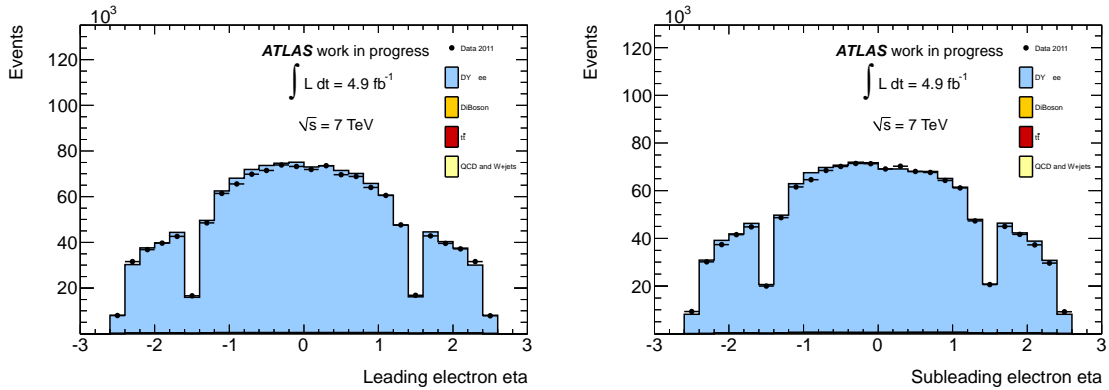 10³
Events
120
100
80
60
40
20
-3 -2 -1 0 1 2 3
Leading electron eta
ATLAS work in progress
∫ L dt = 4.9 fb⁻¹
√s = 7 TeV
Data 2011
DY ee
DiBoson
tt̄
QCD and W+jets
10³
Events
120
100
80
60
40
20
-3 -2 -1 0 1 2 3
Subleading electron eta
ATLAS work in progress
∫ L dt = 4.9 fb⁻¹
√s = 7 TeV
Data 2011
DY ee
DiBoson
tt̄
QCD and W+jets